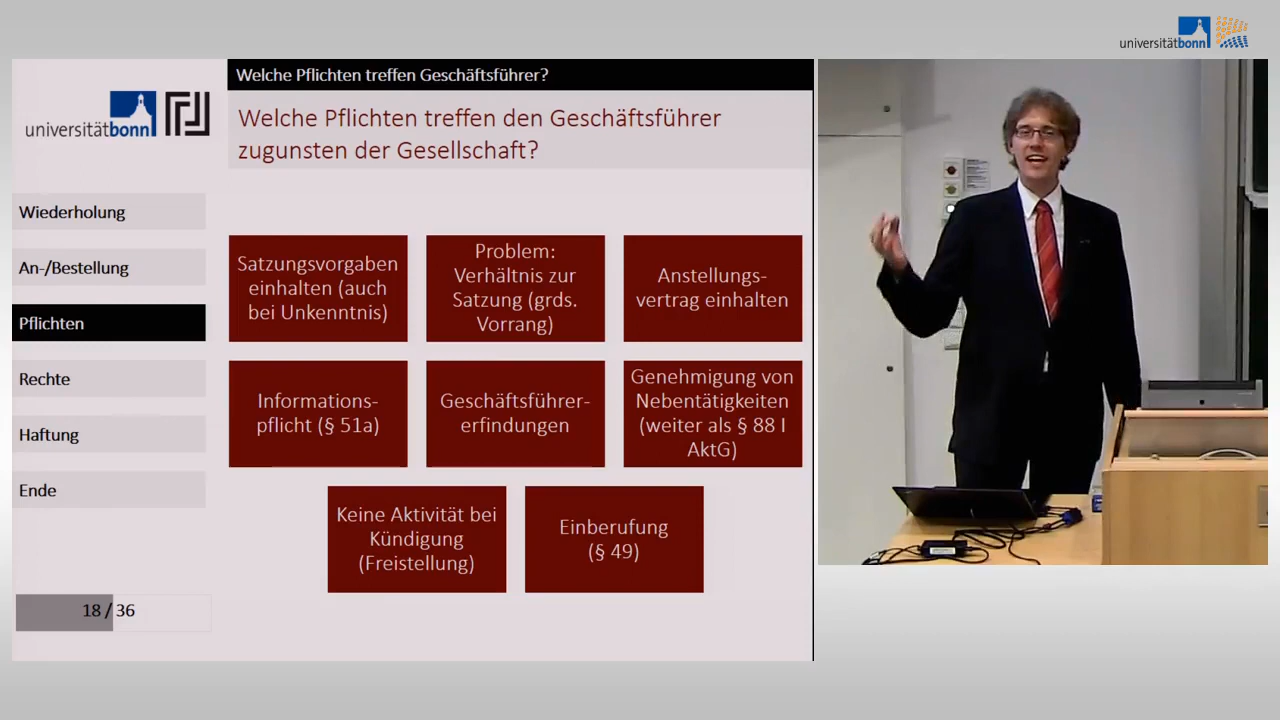 universitätbonn
Welche Pflichten treffen Geschäftsführer?
universitätbonn
Welche Pflichten treffen den Geschäftsführer
zugunsten der Gesellschaft?
Wiederholung
An-/Bestellung
Pflichten
Rechte
Haftung
Ende
18 / 36
Satzungsvorgaben
einhalten (auch
bei Unkenntnis)
Problem:
Verhältnis zur
Satzung (grds.
Vorrang)
Anstellungs-
vertrag einhalten
Informations-
pflicht (§ 51a)
Geschäftsführer-
erfindungen
Genehmigung von
Nebentätigkeiten
(weiter als § 88 I
AktG)
Keine Aktivität bei
Kündigung
(Freistellung)
Einberufung
(§ 49)